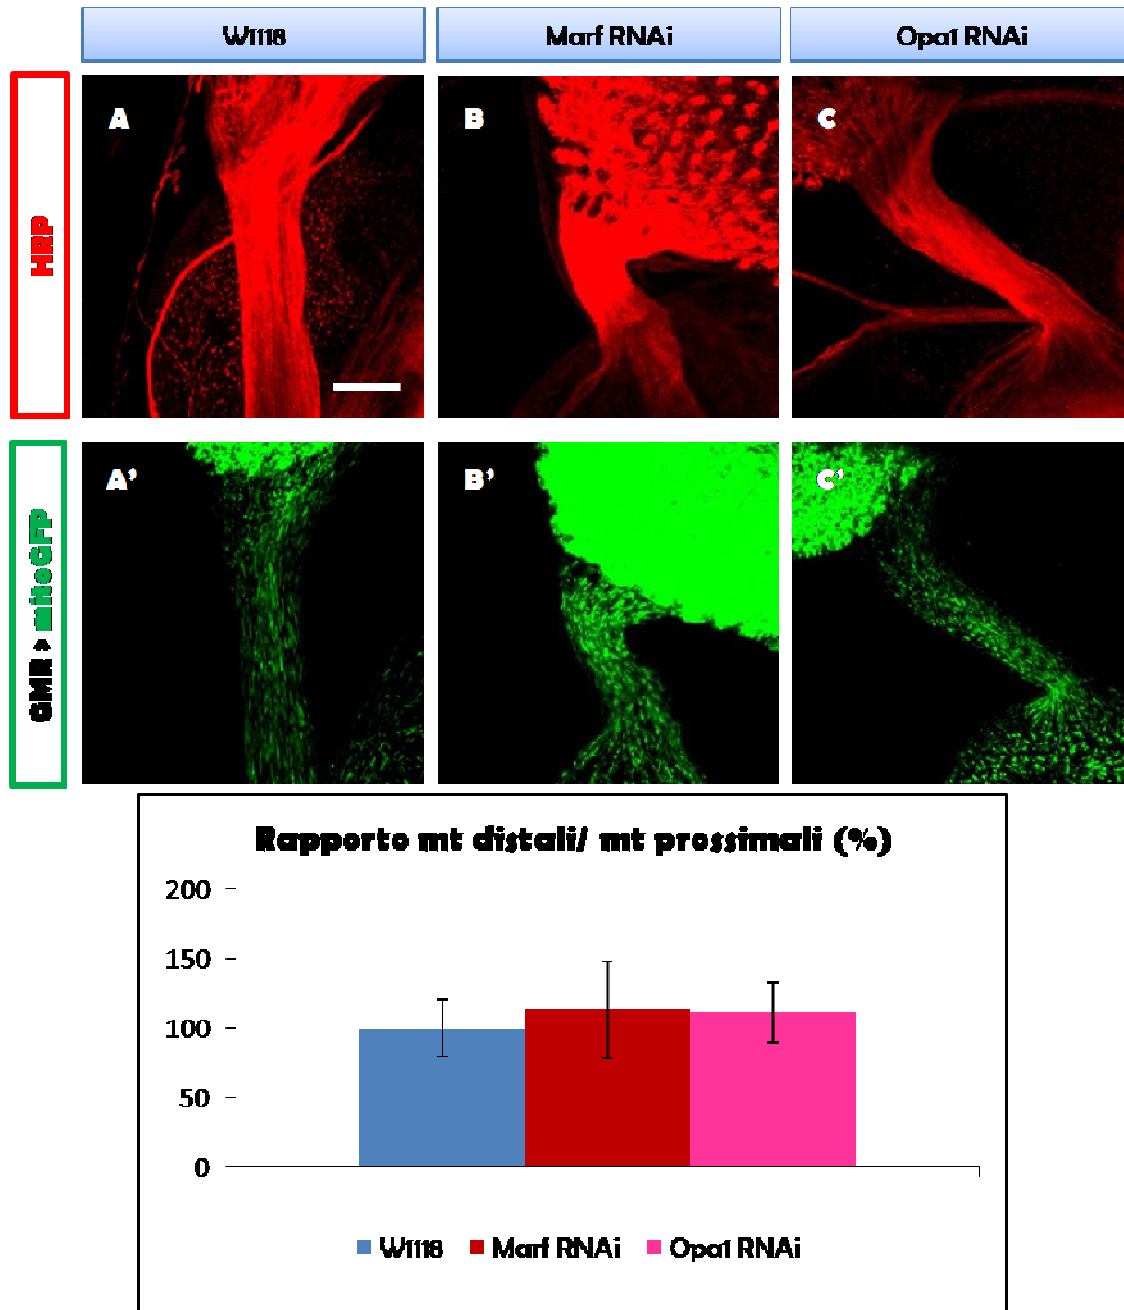 W1118
Marf RNAi
Opa1 RNAi
HRP
A
B
C
GMR > mitoGFP
A'
B'
C'
Rapporto mt distali/ mt prossimali (%)
200
150
100
50
0
W1118
Marf RNAi
Opa1 RNAi